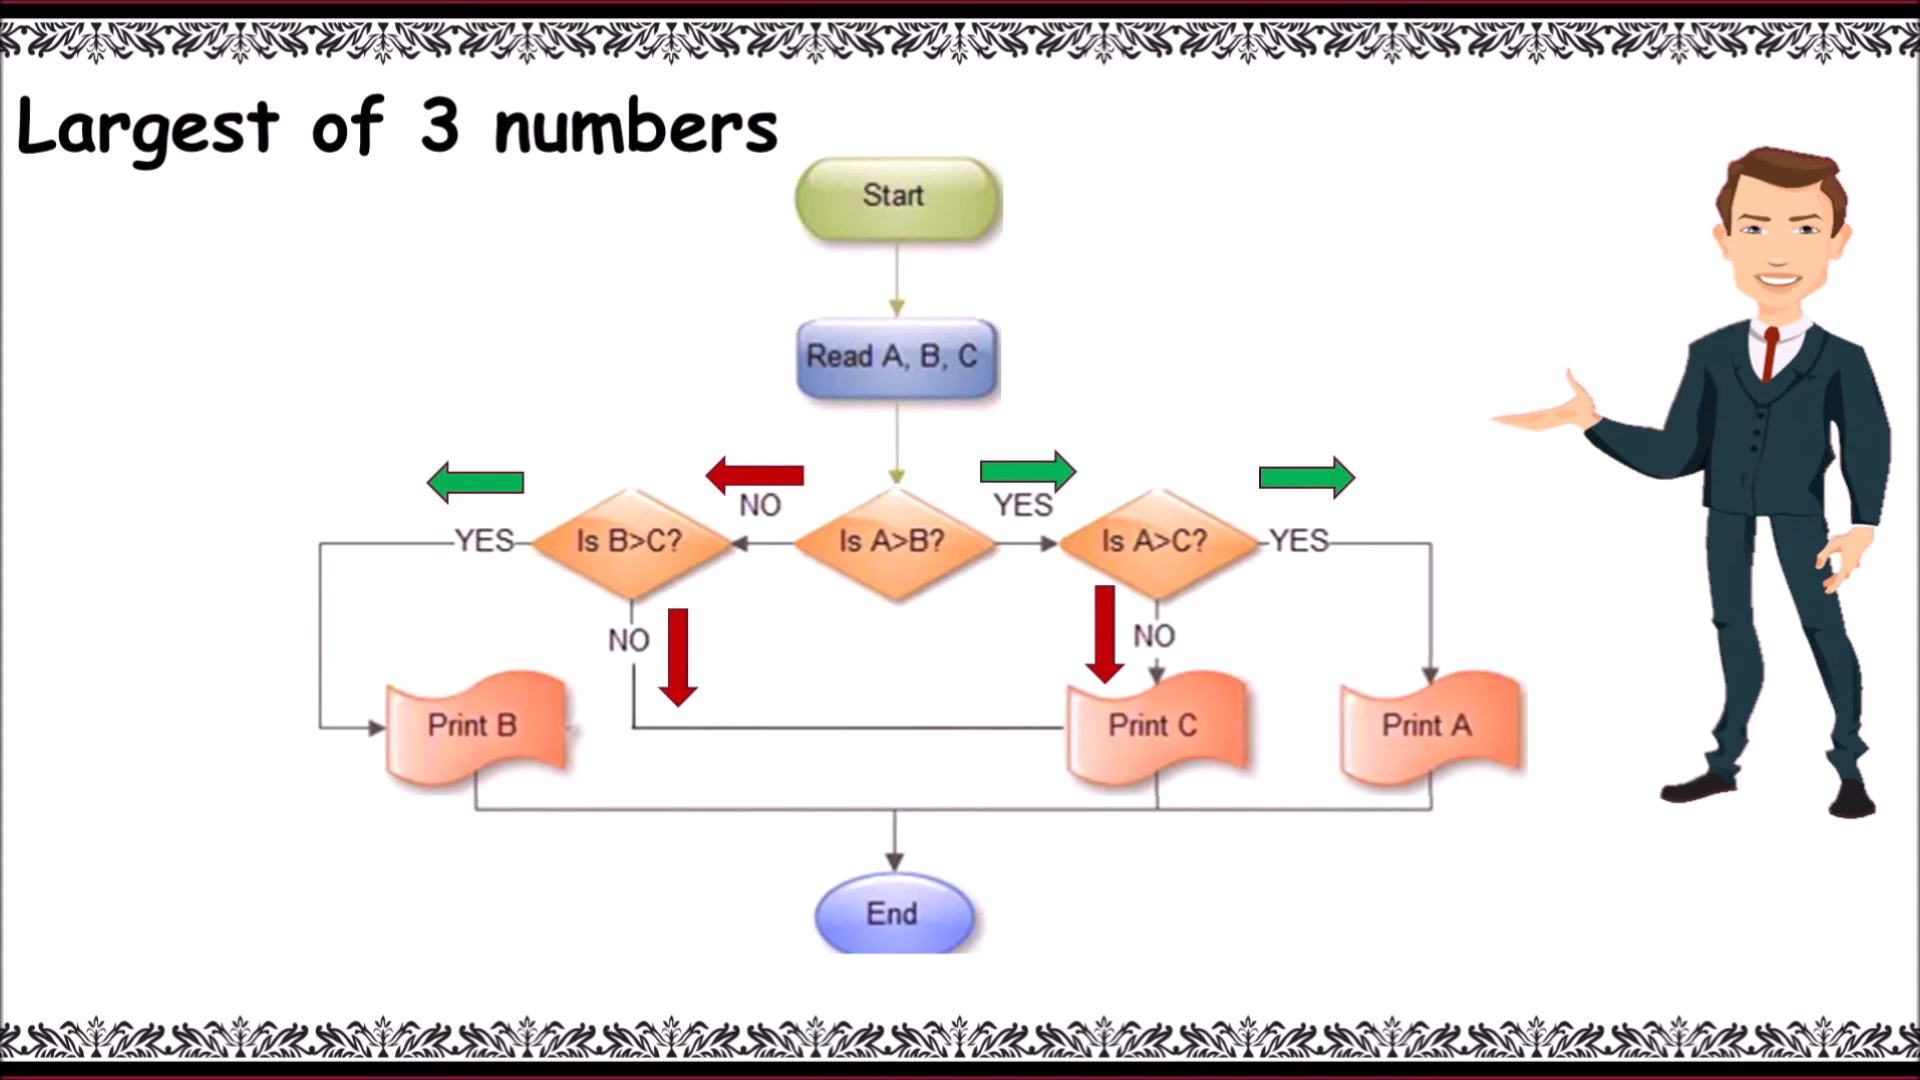 Largest of 3 numbers
Start
Read A, B, C
NO
YES
YES
Is B>C?
Is A>B?
Is A>C?
YES
NO
NO
Print B
Print C
Print A
End